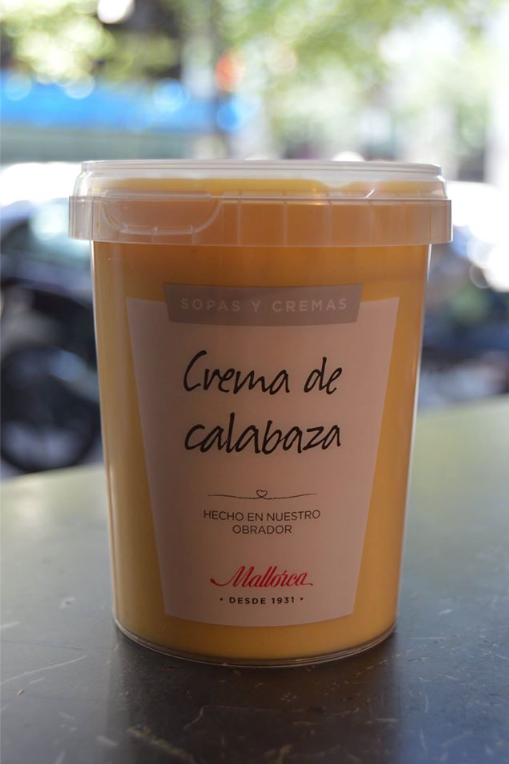 SOPAS Y CREMAS
Crema de
calabaza
HECHO EN NUESTRO
OBRADOR
Mallorca
• DESDE 1931 •